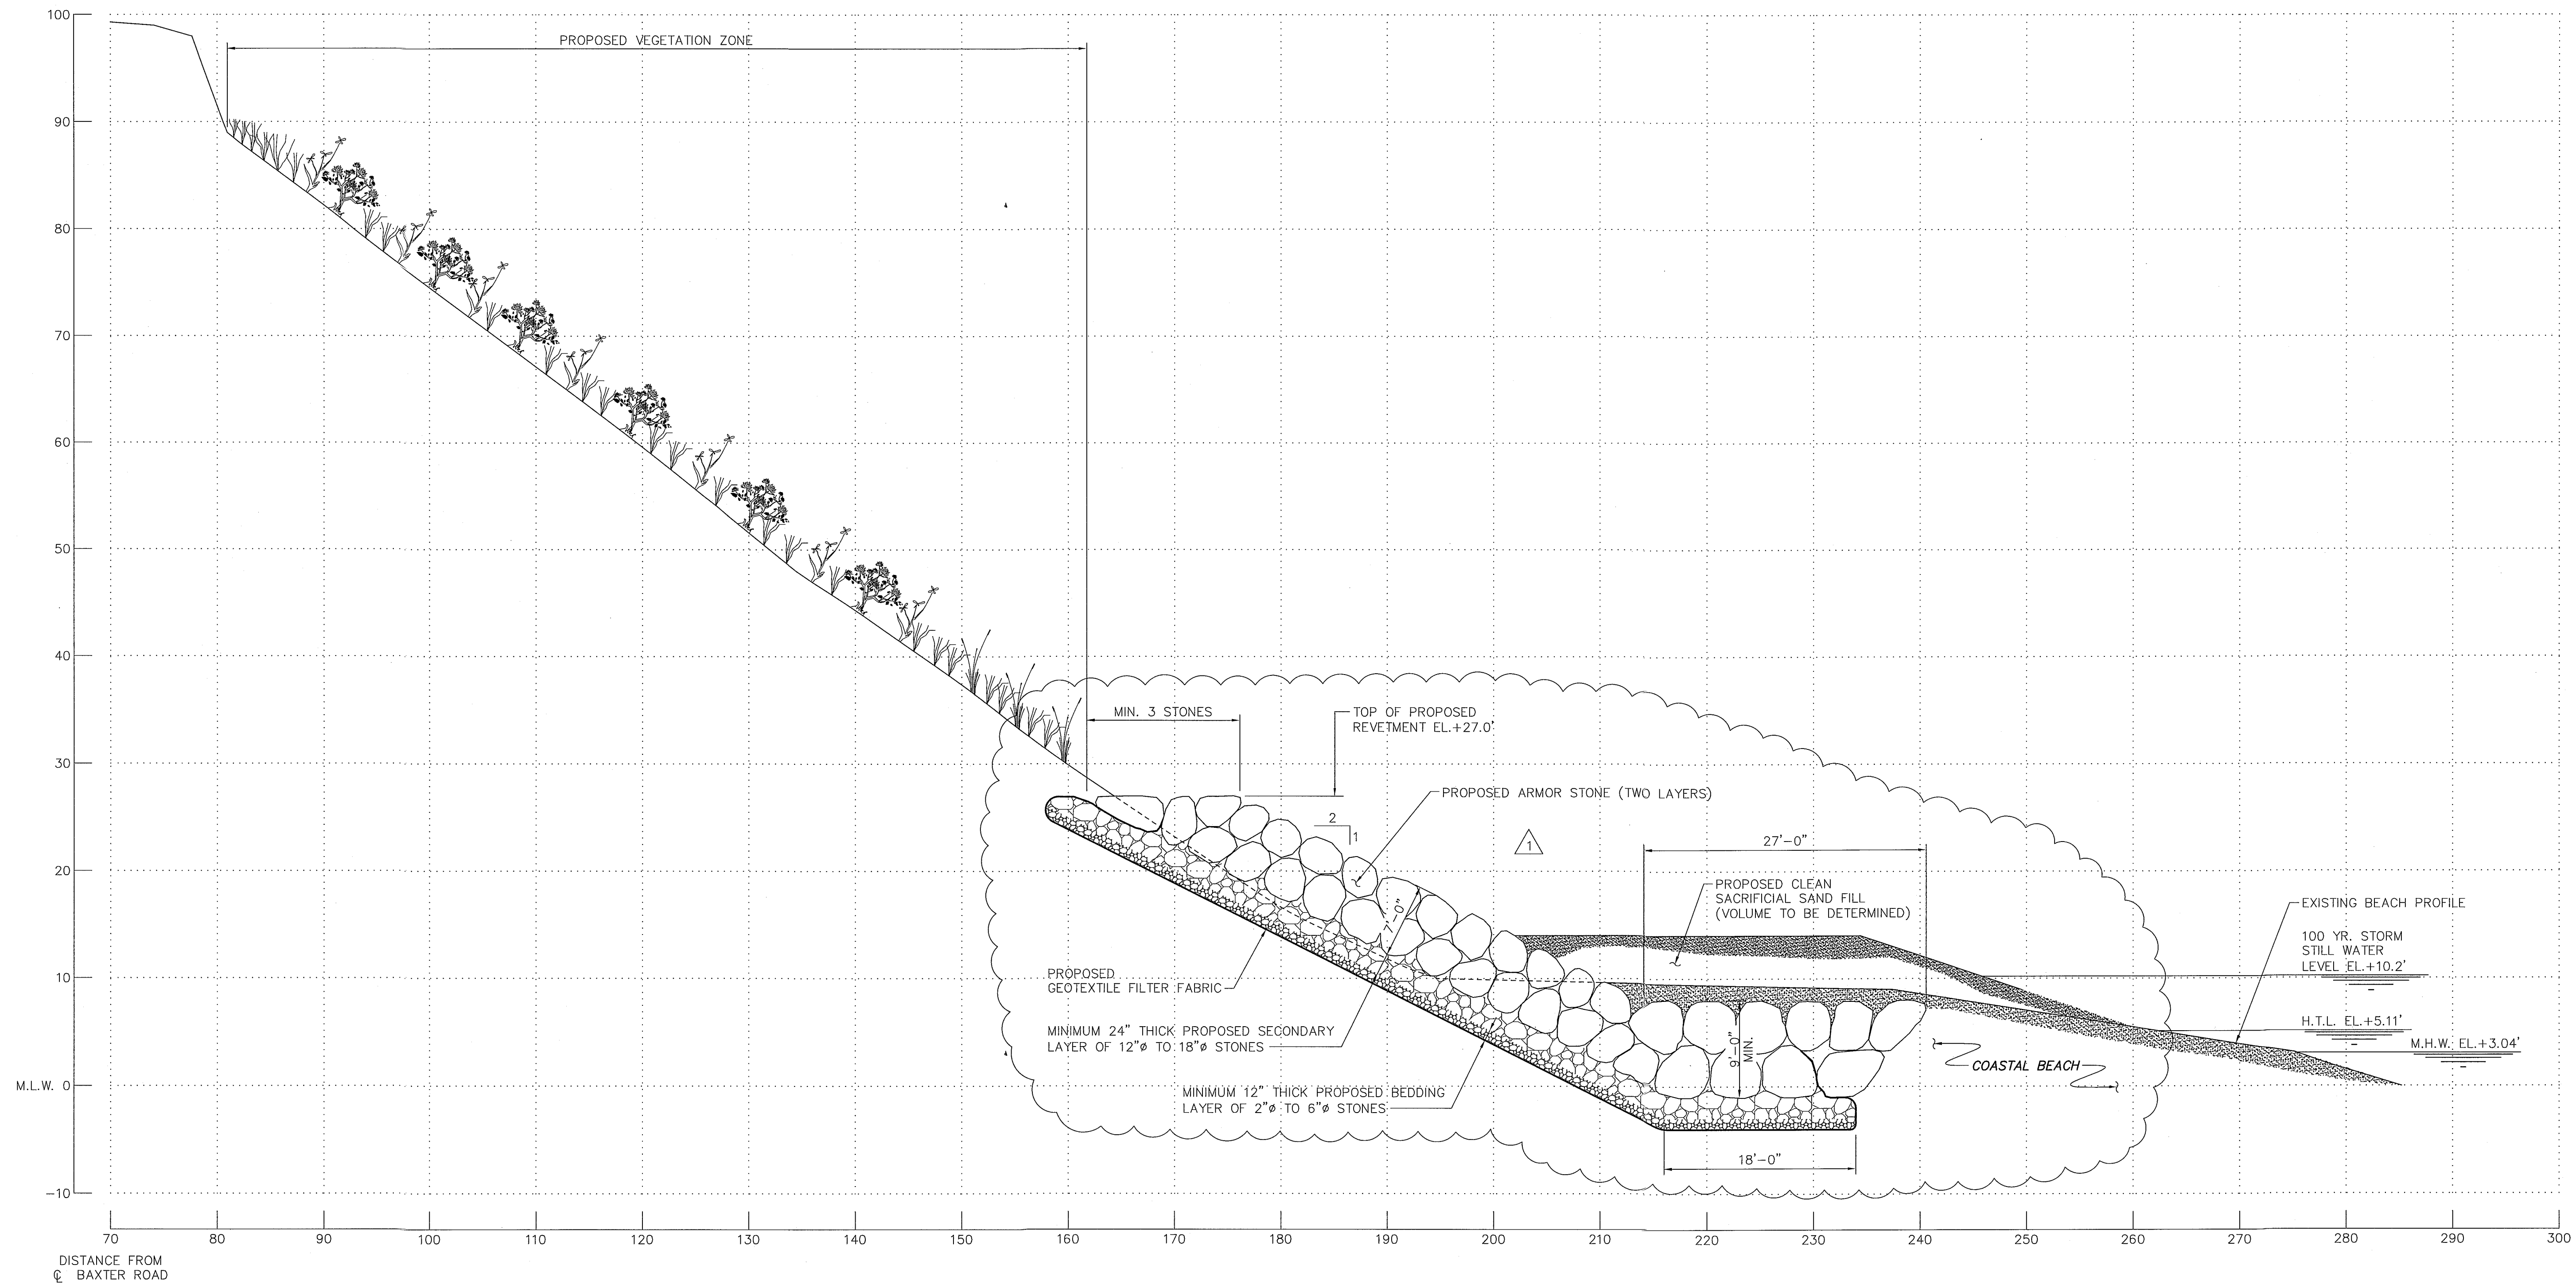 100
PROPOSED VEGETATION ZONE
90
80
70
60
50
40
MIN. 3 STONES
TOP OF PROPOSED
REVETMENT EL.+27.0'
30
PROPOSED ARMOR STONE (TWO LAYERS)
2
1
1
27'-0"
20
PROPOSED CLEAN
SACRIFICIAL SAND FILL
(VOLUME TO BE DETERMINED)
7'-0"
EXISTING BEACH PROFILE
100 YR. STORM
STILL WATER
LEVEL EL.+10.2'
10
PROPOSED
GEOTEXTILE FILTER FABRIC
MINIMUM 24" THICK PROPOSED SECONDARY
LAYER OF 12"ø TO 18"ø STONES
9'-0"
MIN.
H.T.L. EL.+5.11'
M.H.W. EL.+3.04'
COASTAL BEACH
M.L.W. 0
MINIMUM 12" THICK PROPOSED BEDDING
LAYER OF 2"ø TO 6"ø STONES
18'-0"
-10
70 80 90 100 110 120 130 140 150 160 170 180 190 200 210 220 230 240 250 260 270 280 290 300
DISTANCE FROM
℄ BAXTER ROAD